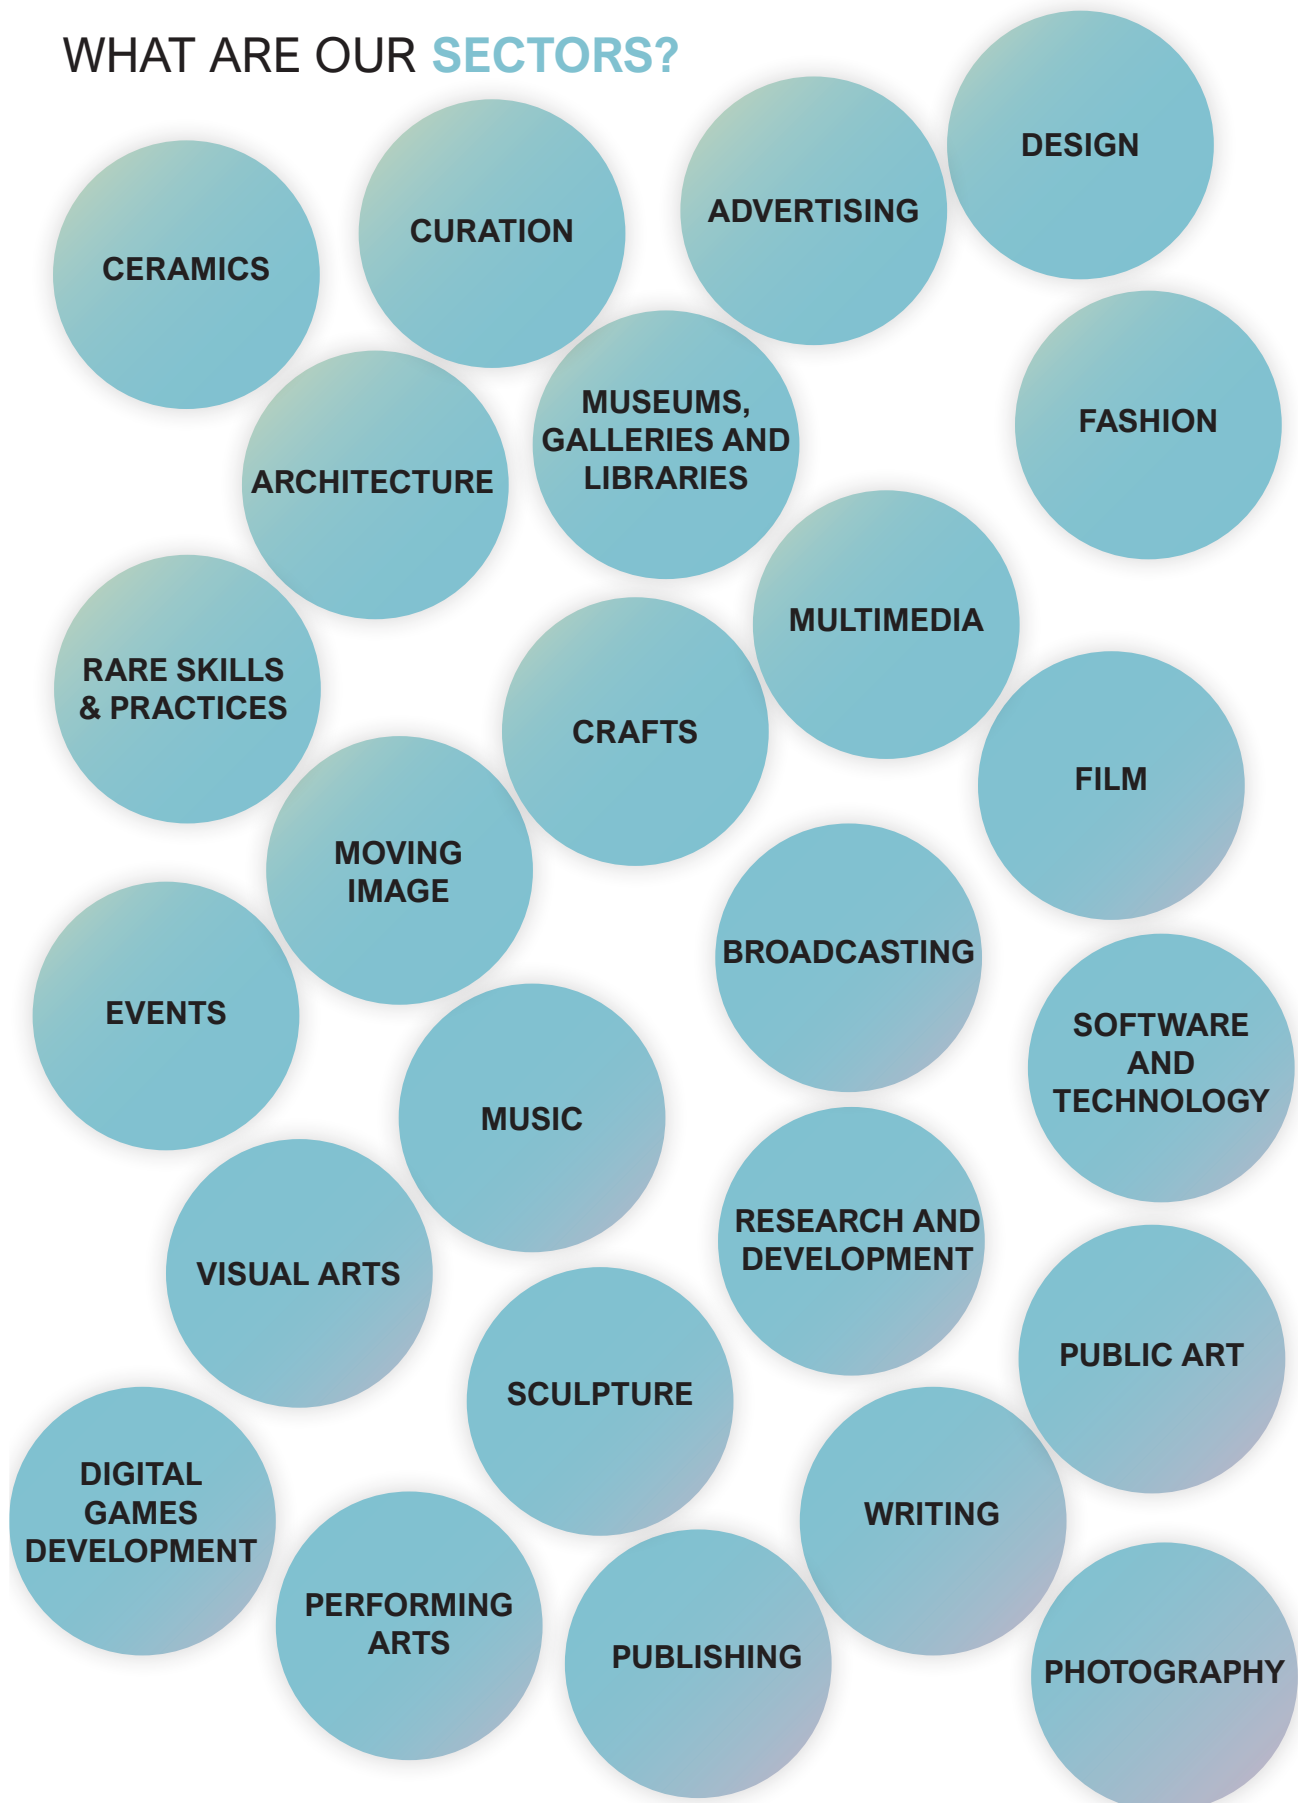 WHAT ARE OUR SECTORS?
DESIGN
ADVERTISING
CURATION
CERAMICS
MUSEUMS,
GALLERIES AND
LIBRARIES
FASHION
ARCHITECTURE
MULTIMEDIA
RARE SKILLS
& PRACTICES
CRAFTS
FILM
MOVING
IMAGE
BROADCASTING
EVENTS
SOFTWARE
AND
TECHNOLOGY
MUSIC
RESEARCH AND
DEVELOPMENT
VISUAL ARTS
PUBLIC ART
SCULPTURE
DIGITAL
GAMES
DEVELOPMENT
WRITING
PERFORMING
ARTS
PUBLISHING
PHOTOGRAPHY